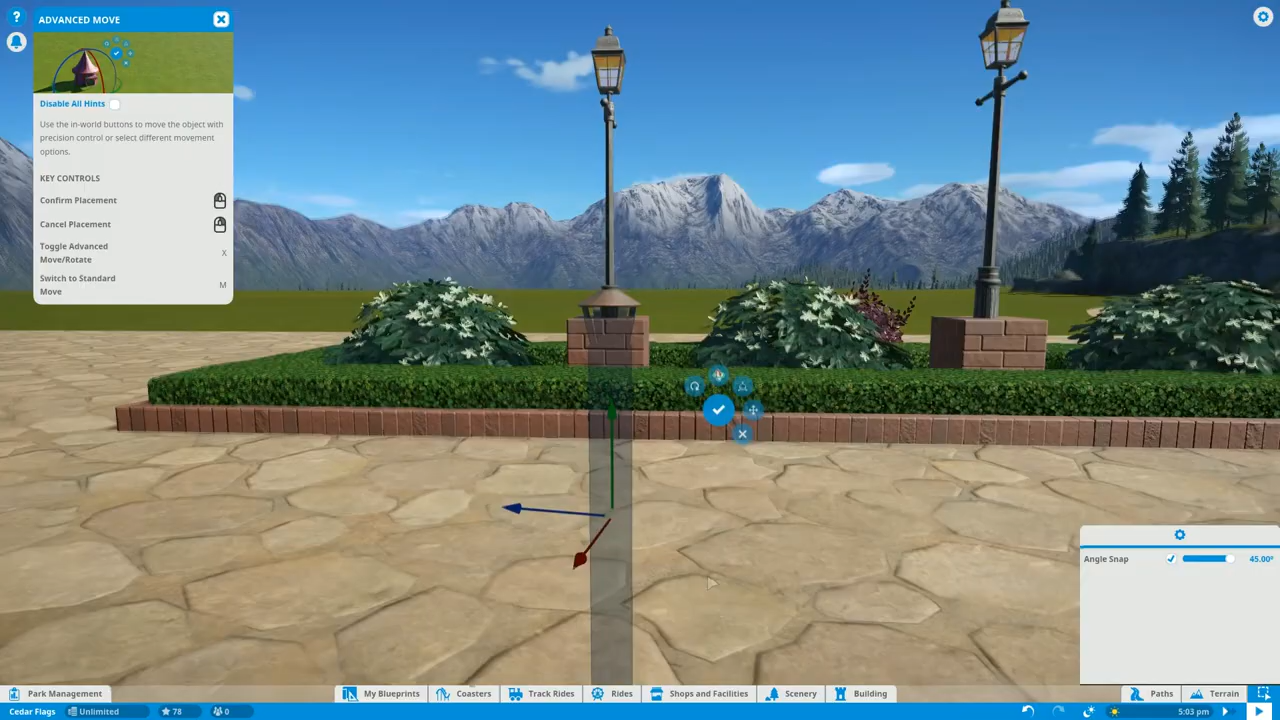 ?
ADVANCED MOVE
Disable All Hints
Use the in-world buttons to move the object with
precision control or select different movement
options.
KEY CONTROLS
Confirm Placement
Cancel Placement
Toggle Advanced
Move/Rotate X
Switch to Standard
Move M
Angle Snap 45.00°
Park Management My Blueprints Coasters Track Rides Rides Shops and Facilities Scenery Building Paths Terrain
Cedar Flags Unlimited 78 0 5:03 pm